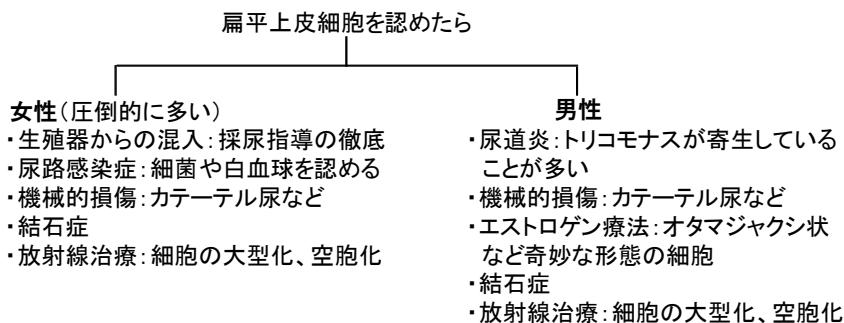 扁平上皮細胞を認めたら
女性(圧倒的に多い)
・生殖器からの混入:採尿指導の徹底
・尿路感染症:細菌や白血球を認める
・機械的損傷:カテーテル尿など
・結石症
・放射線治療:細胞の大型化、空胞化
男性
・尿道炎:トリコモナスが寄生している
ことが多い
・機械的損傷:カテーテル尿など
・エストロゲン療法:オタマジャクシ状
など奇妙な形態の細胞
・結石症
・放射線治療:細胞の大型化、空胞化